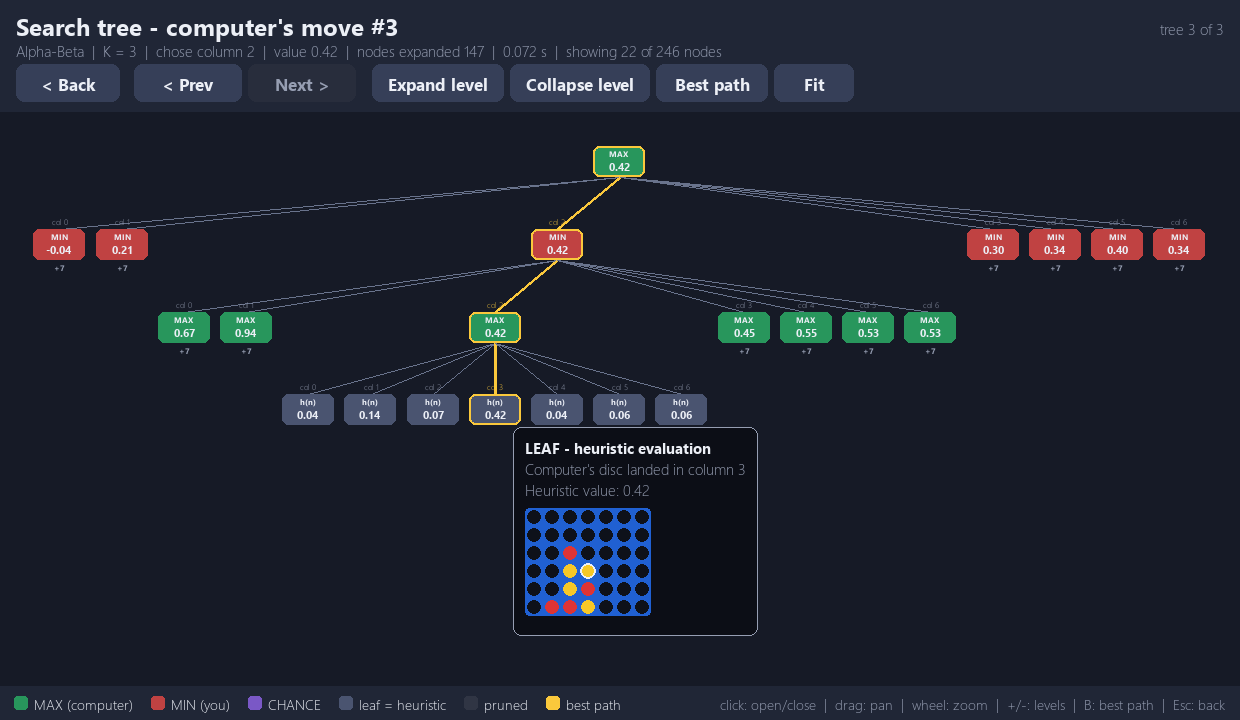 Search tree - computer's move #3
tree 3 of 3
Alpha-Beta | K = 3 | chose column 2 | value 0.42 | nodes expanded 147 | 0.072 s | showing 22 of 246 nodes
< Back < Prev Next > Expand level Collapse level Best path Fit
MAX
0.42
col 0 col 1 col 3 col 5 col 6
MIN MIN MIN MIN MIN MIN MIN
-0.04 0.21 0.42 0.30 0.34 0.40 0.34
+7 +7 +7 +7 +7 +7
col 0 col 1 col 3 col 4 col 5 col 6
MAX MAX MAX MAX MAX MAX MAX
0.67 0.94 0.42 0.45 0.55 0.53 0.53
+7 +7 +7 +7 +7 +7
col 0 col 1 col 2 col 3 col 4 col 5 col 6
h(n) h(n) h(n) h(n) h(n) h(n) h(n)
0.04 0.14 0.07 0.42 0.04 0.06 0.06
LEAF - heuristic evaluation
Computer's disc landed in column 3
Heuristic value: 0.42
MAX (computer) MIN (you) CHANCE leaf = heuristic pruned best path
click: open/close | drag: pan | wheel: zoom | +/-: levels | B: best path | Esc: back